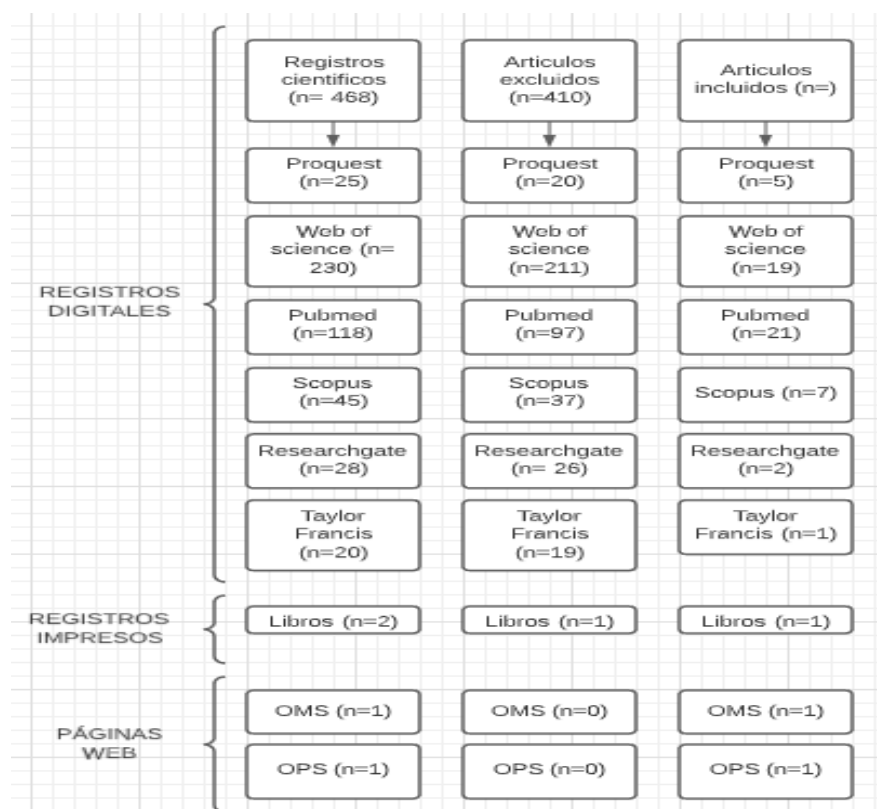 Registros
cientificos
(n= 468)
Articulos
excluidos
(n=410)
Articulos
incluidos (n=)
REGISTROS
DIGITALES
Proquest
(n=25)
Proquest
(n=20)
Proquest
(n=5)
Web of
science (n=
230)
Web of
science
(n=211)
Web of
science
(n=19)
Pubmed
(n=118)
Pubmed
(n=97)
Pubmed
(n=21)
Scopus
(n=45)
Scopus
(n=37)
Scopus (n=7)
Researchgate
(n=28)
Researchgate
(n= 26)
Researchgate
(n=2)
Taylor
Francis
(n=20)
Taylor
Francis
(n=19)
Taylor
Francis (n=1)
REGISTROS
IMPRESOS
Libros (n=2)
Libros (n=1)
Libros (n=1)
PÁGINAS
WEB
OMS (n=1)
OMS (n=0)
OMS (n=1)
OPS (n=1)
OPS (n=0)
OPS (n=1)